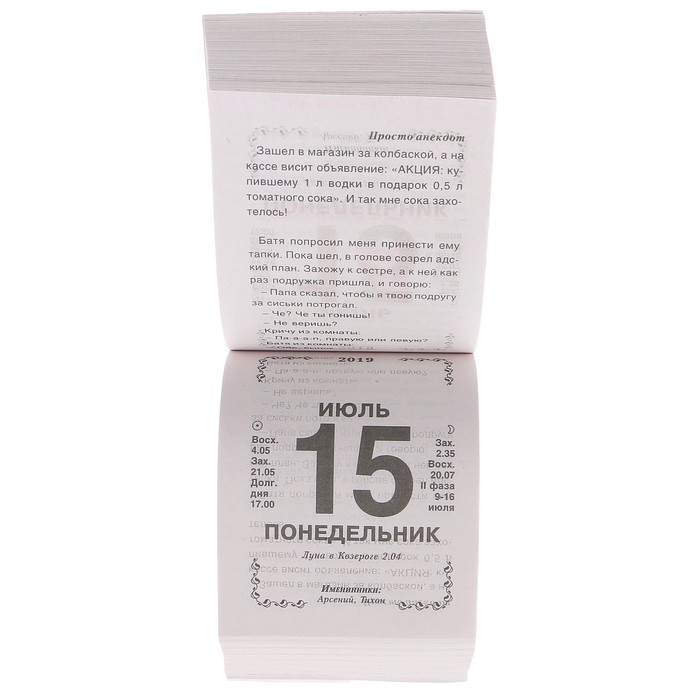 Просто анекдот
Зашел в магазин за колбаской, а на
кассе висит объявление: «АКЦИЯ: ку-
пившему 1 л водки в подарок 0,5 л
томатного сока». И так мне сока захо-
телось!
Батя попросил меня принести ему
тапки. Пока шел, в голове созрел адс-
кий план. Захожу к сестре, а к ней как
раз подружка пришла, и говорю:
– Папа сказал, чтобы я твою подругу
за сиськи потрогал.
– Че? Че ты гонишь!
– Не веришь?
Кричу из комнаты:
– Па-а-а-п, правую или левую?
Батя из комнаты:
2019
ИЮЛЬ
Восх.
4.05
Зах.
21.05
Долг.
дня
17.00
15
Зах.
2.35
Восх.
20.07
II фаза
9-16
июля
ПОНЕДЕЛЬНИК
Луна в Козероге 2.04
Именинники:
Арсений, Тихон